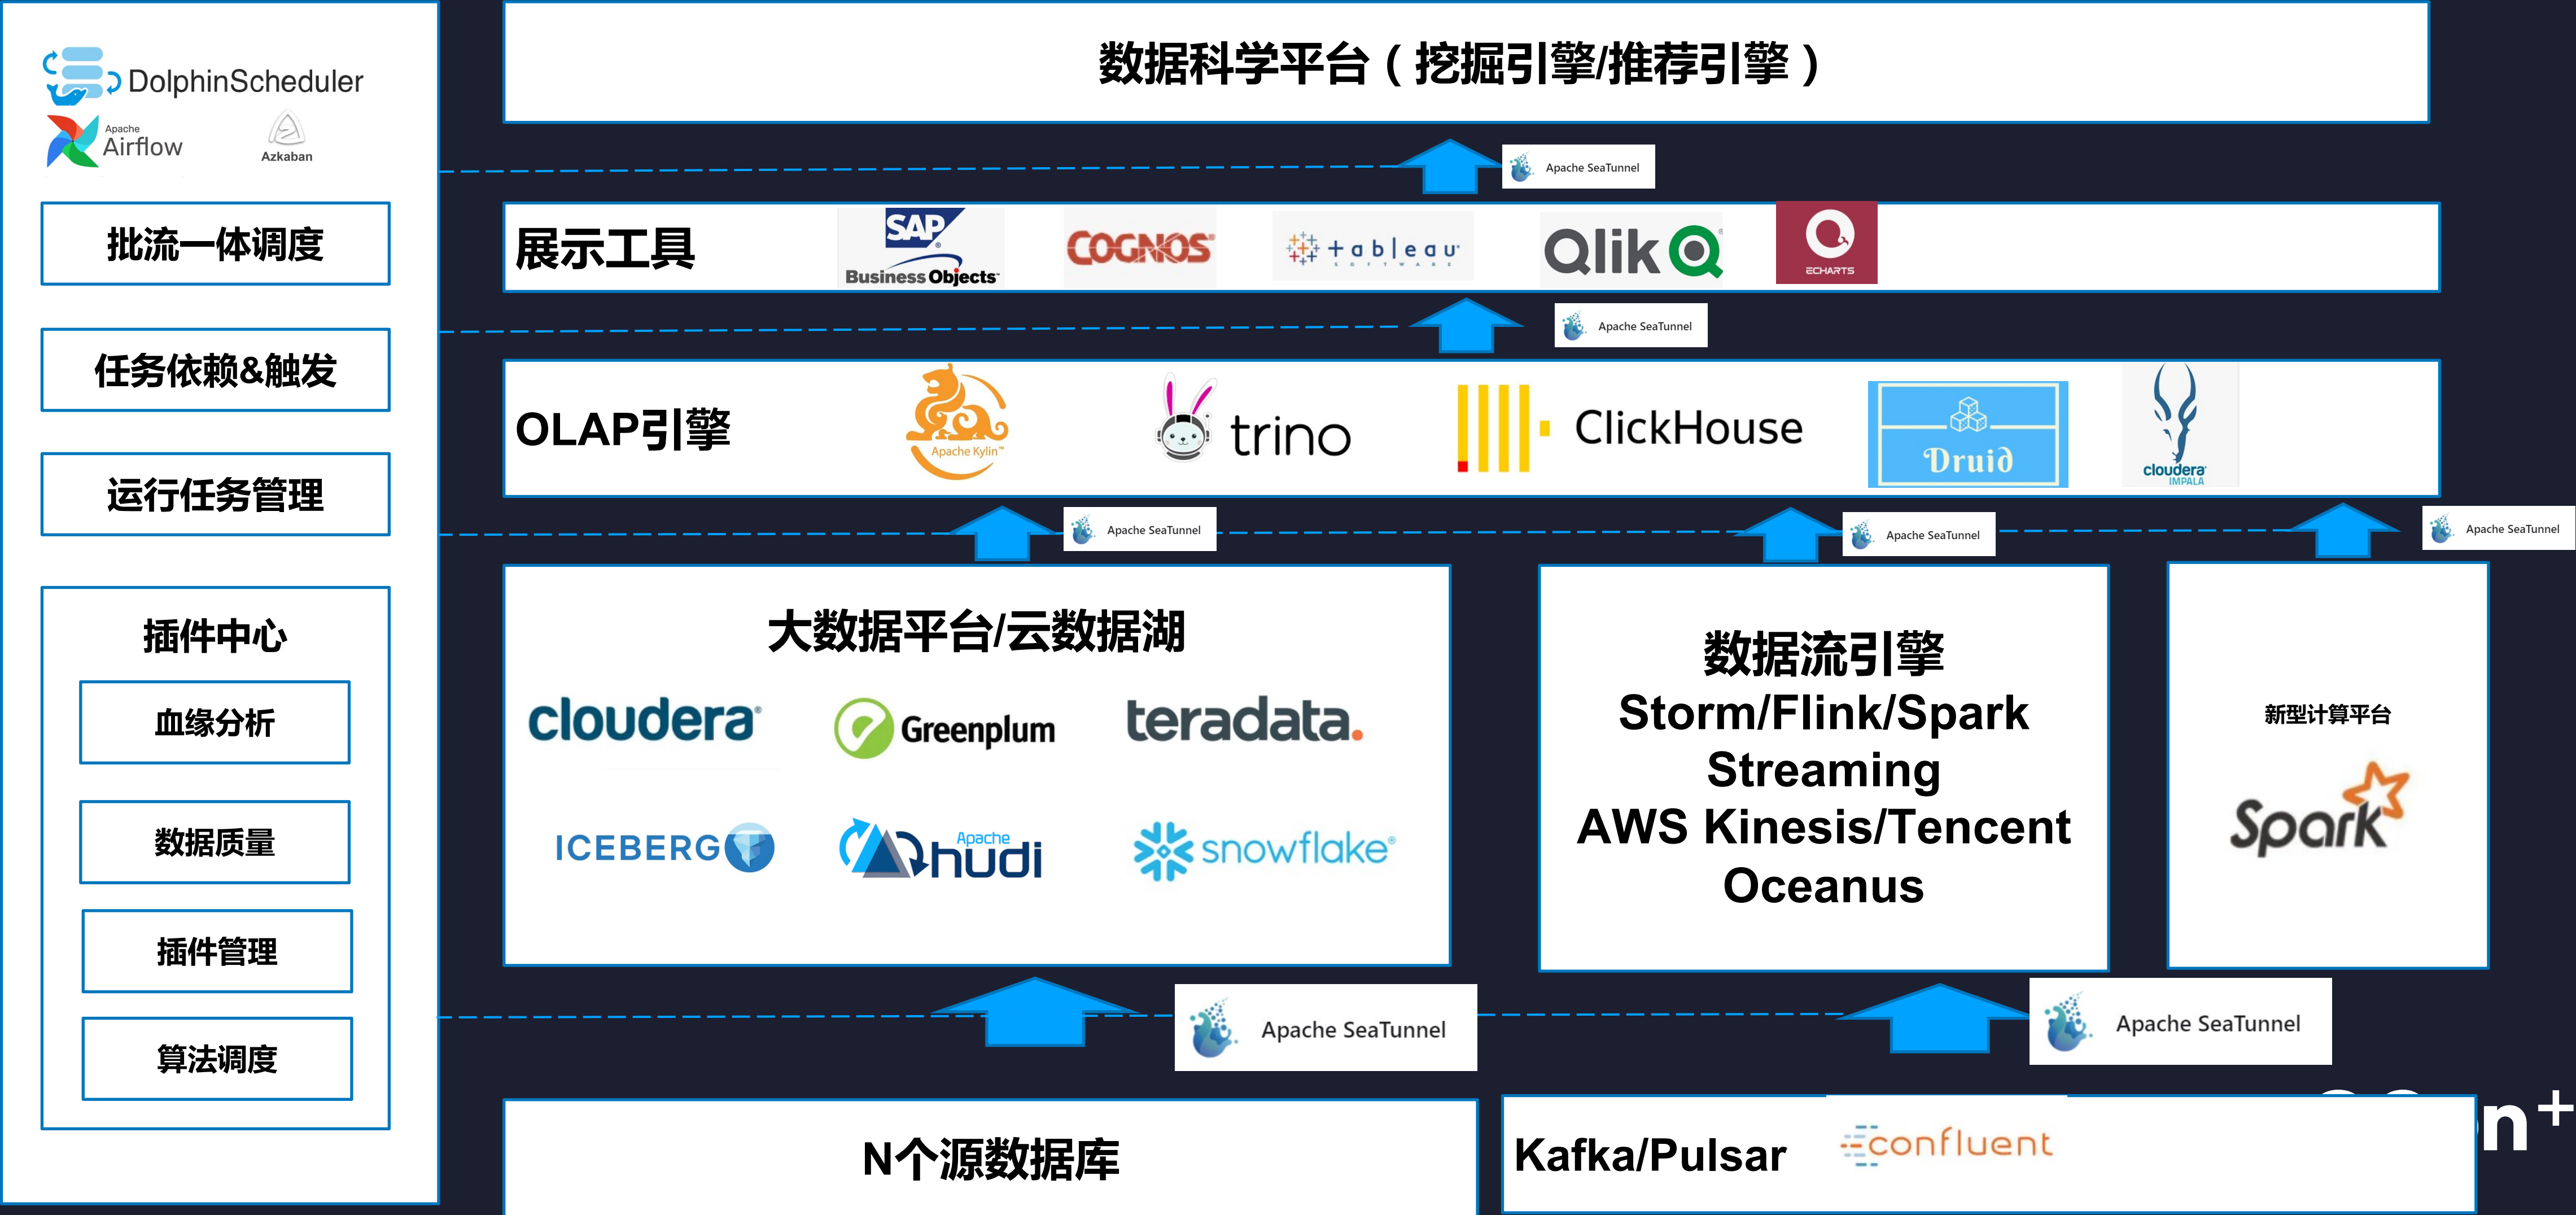 DolphinScheduler
Apache
Airflow
Azkaban
批流一体调度
任务依赖&触发
运行任务管理
插件中心
血缘分析
数据质量
插件管理
算法调度
数据科学平台（挖掘引擎/推荐引擎）
Apache SeaTunnel
展示工具
SAP
Business Objects
COGNOS
tableau
SOFTWARE
Qlik
ECHARTS
Apache SeaTunnel
OLAP引擎
Apache Kylin™
trino
ClickHouse
Druid
cloudera
IMPALA
Apache SeaTunnel
Apache SeaTunnel
Apache SeaTunnel
大数据平台/云数据湖
cloudera
Greenplum
teradata.
ICEBERG
Apache
hudi
snowflake
数据流引擎
Storm/Flink/Spark
Streaming
AWS Kinesis/Tencent
Oceanus
新型计算平台
Spark
Apache SeaTunnel
Apache SeaTunnel
N个源数据库
Kafka/Pulsar
confluent